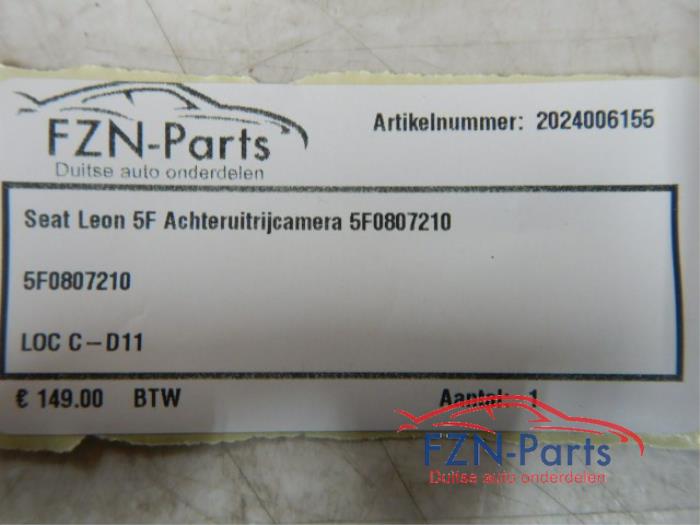 FZN-Parts
Duitse auto onderdelen
Artikelnummer: 2024006155
Seat Leon 5F Achteruitrijcamera 5F0807210
5F0807210
LOC C-D11
€ 149.00 BTW
Aantal: 1
FZN-Parts
Duitse auto onderdelen